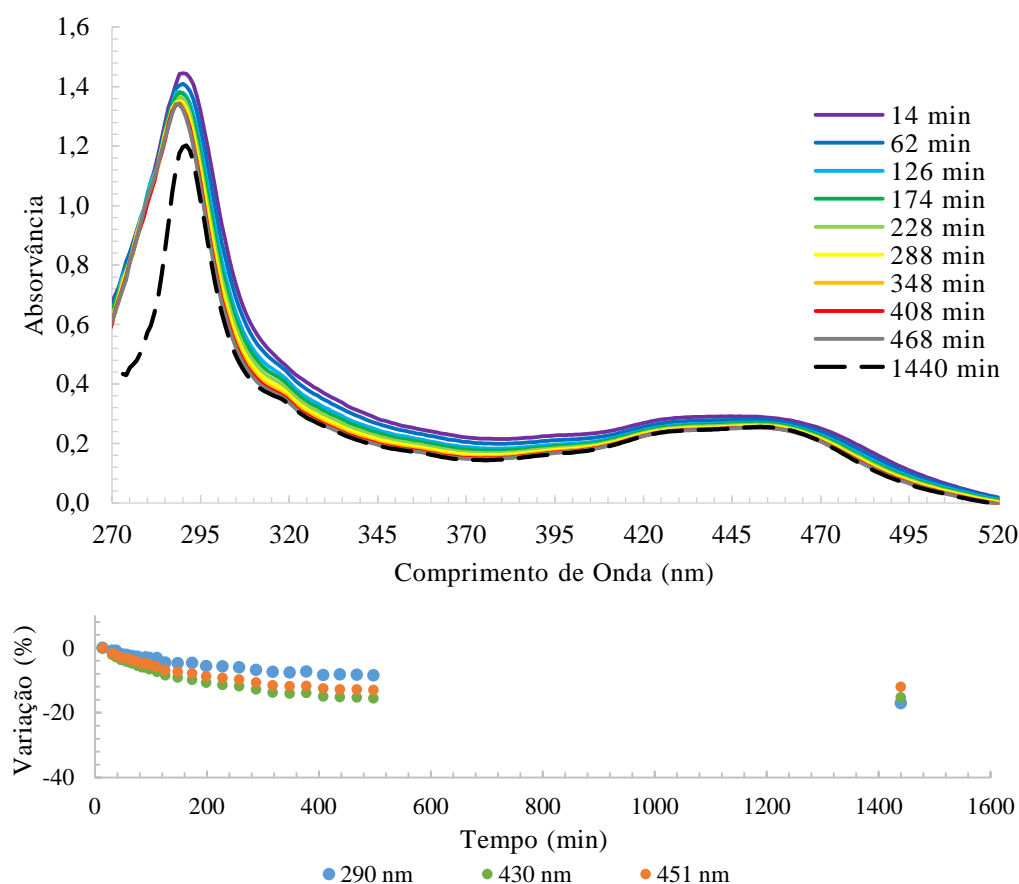 1,6
1,4
1,2
1,0
0,8
0,6
0,4
0,2
0,0
Absorvância
14 min
62 min
126 min
174 min
228 min
288 min
348 min
408 min
468 min
1440 min
270 295 320 345 370 395 420 445 470 495 520
Comprimento de Onda (nm)
0
-20
-40
Variação (%)
0 200 400 600 800 1000 1200 1400 1600
Tempo (min)
290 nm 430 nm 451 nm